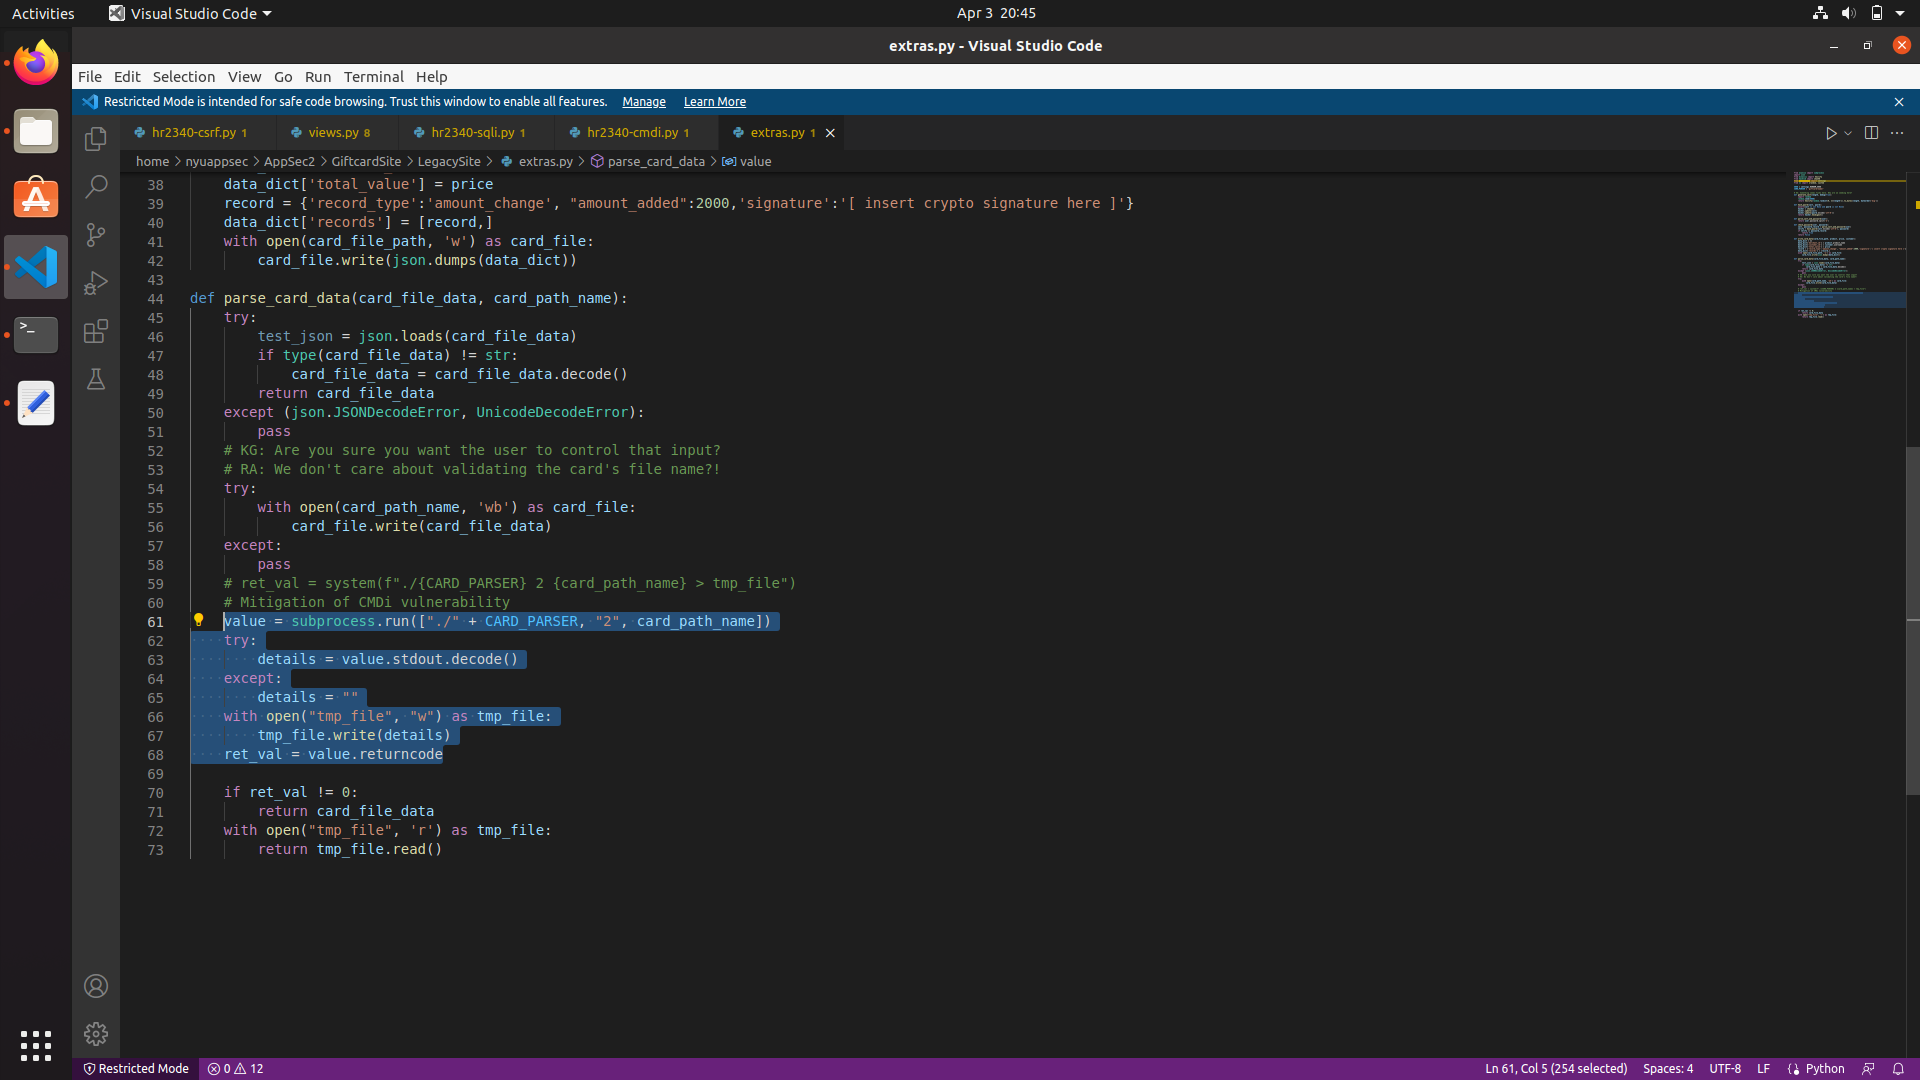 Activities
Visual Studio Code
Apr 3 20:45
extras.py - Visual Studio Code
File Edit Selection View Go Run Terminal Help
Restricted Mode is intended for safe code browsing. Trust this window to enable all features. Manage Learn More
hr2340-csrf.py 1
views.py 8
hr2340-sqli.py 1
hr2340-cmdi.py 1
extras.py 1
home > nyuappsec > AppSec2 > GiftcardSite > LegacySite > extras.py > parse_card_data > value
38 data_dict['total_value'] = price
39 record = {'record_type':'amount_change', "amount_added":2000,'signature':'[ insert crypto signature here ]'}
40 data_dict['records'] = [record,]
41 with open(card_file_path, 'w') as card_file:
42 card_file.write(json.dumps(data_dict))
43
44 def parse_card_data(card_file_data, card_path_name):
45 try:
46 test_json = json.loads(card_file_data)
47 if type(card_file_data) != str:
48 card_file_data = card_file_data.decode()
49 return card_file_data
50 except (json.JSONDecodeError, UnicodeDecodeError):
51 pass
52 # KG: Are you sure you want the user to control that input?
53 # RA: We don't care about validating the card's file name?!
54 try:
55 with open(card_path_name, 'wb') as card_file:
56 card_file.write(card_file_data)
57 except:
58 pass
59 # ret_val = system(f"./{CARD_PARSER} 2 {card_path_name} > tmp_file")
60 # Mitigation of CMDi vulnerability
61 value = subprocess.run(["./" + CARD_PARSER, "2", card_path_name])
62 try:
63 details = value.stdout.decode()
64 except:
65 details = ""
66 with open("tmp_file", "w") as tmp_file:
67 tmp_file.write(details)
68 ret_val = value.returncode
69
70 if ret_val != 0:
71 return card_file_data
72 with open("tmp_file", 'r') as tmp_file:
73 return tmp_file.read()
Restricted Mode 0 12
Ln 61, Col 5 (254 selected) Spaces: 4 UTF-8 LF Python